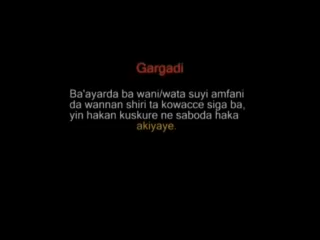 Gargadi
Ba'ayarda ba wani/wata suyi amfani
da wannan shiri ta kowacce siga ba,
yin hakan kuskure ne saboda haka
akiyaye.